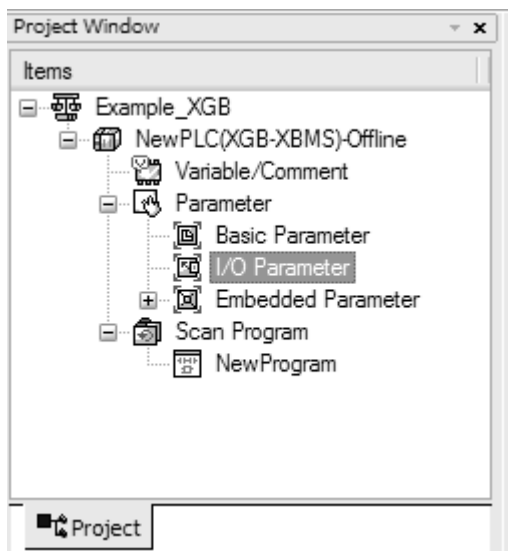 Project Window
Items
Example_XGB
NewPLC(XGB-XBMS)-Offline
Variable/Comment
Parameter
Basic Parameter
I/O Parameter
Embedded Parameter
Scan Program
NewProgram
Project